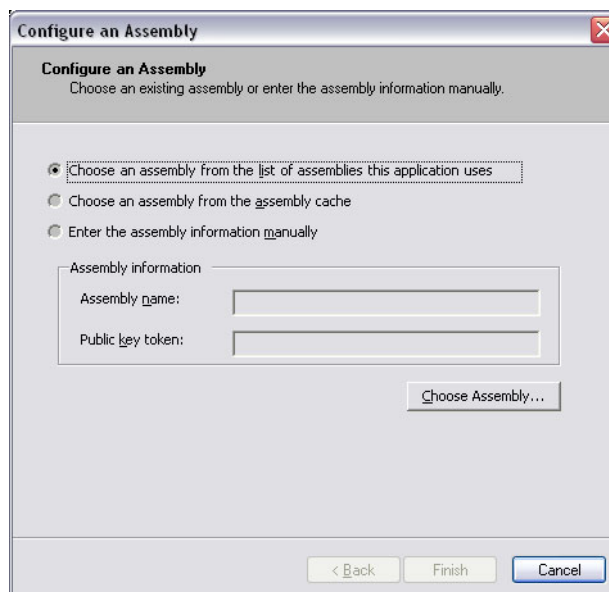 Configure an Assembly
Configure an Assembly
Choose an existing assembly or enter the assembly information manually.
Choose an assembly from the list of assemblies this application uses
Choose an assembly from the assembly cache
Enter the assembly information manually
Assembly information
Assembly name:
Public key token:
Choose Assembly...
< Back Finish Cancel